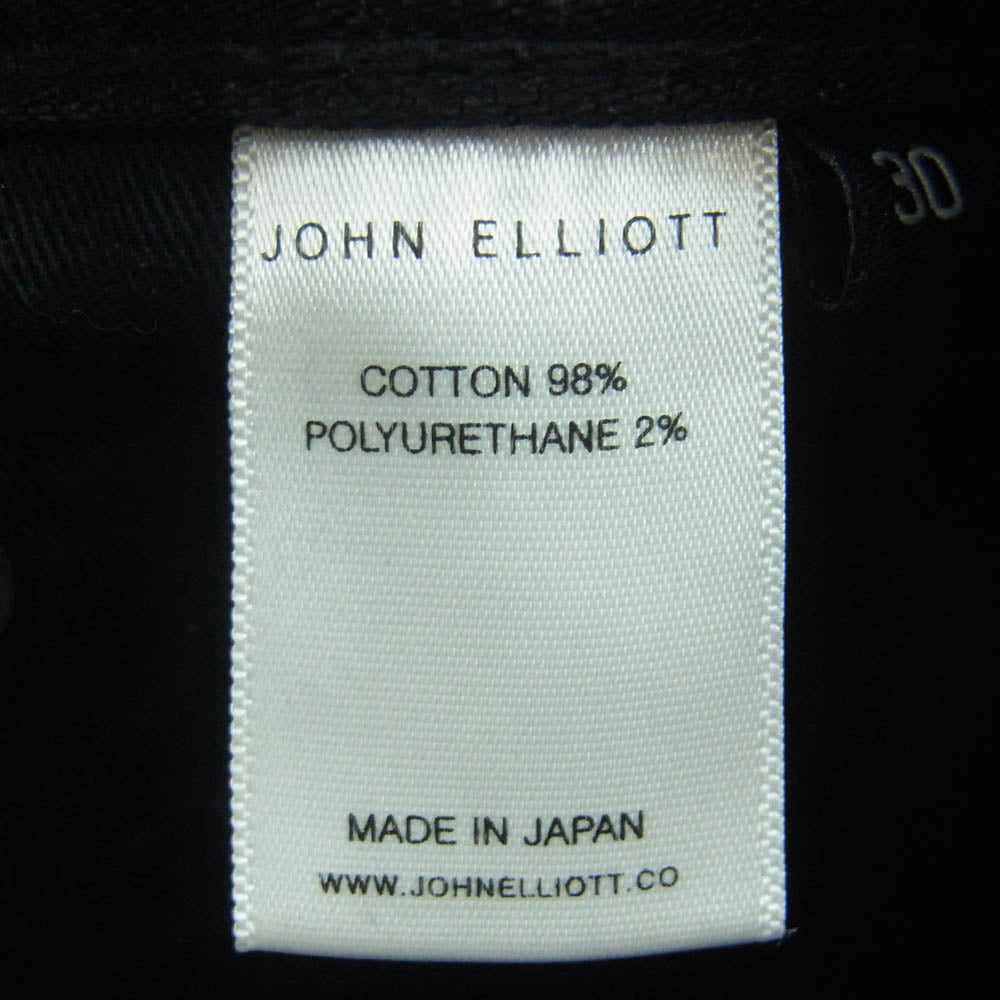 JOHN ELLIOTT
30
COTTON 98%
POLYURETHANE 2%
MADE IN JAPAN
WWW.JOHNELLIOTT.CO